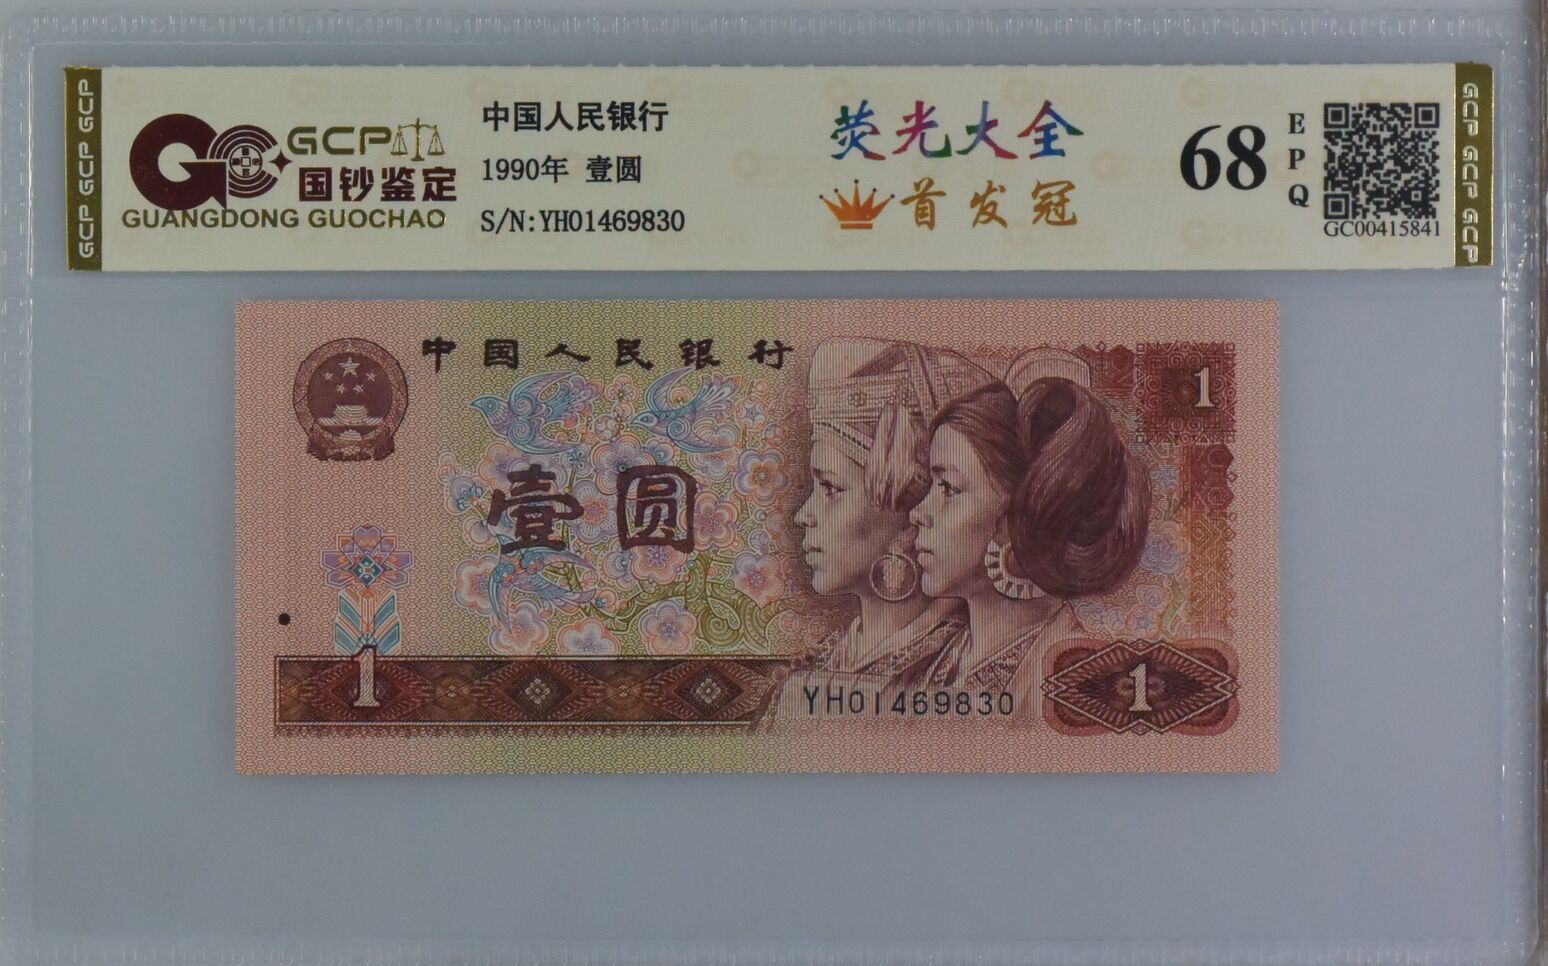 GCP GCP GCP
GCP
国钞鉴定
GUANGDONG GUOCHAO
中国人民银行
1990年 壹圆
S/N:YH01469830
荧光大全
首发冠
68
EPQ
GC00415841
GCP GCP GCP
中国人民银行
1
壹圆
1
YH01469830
1